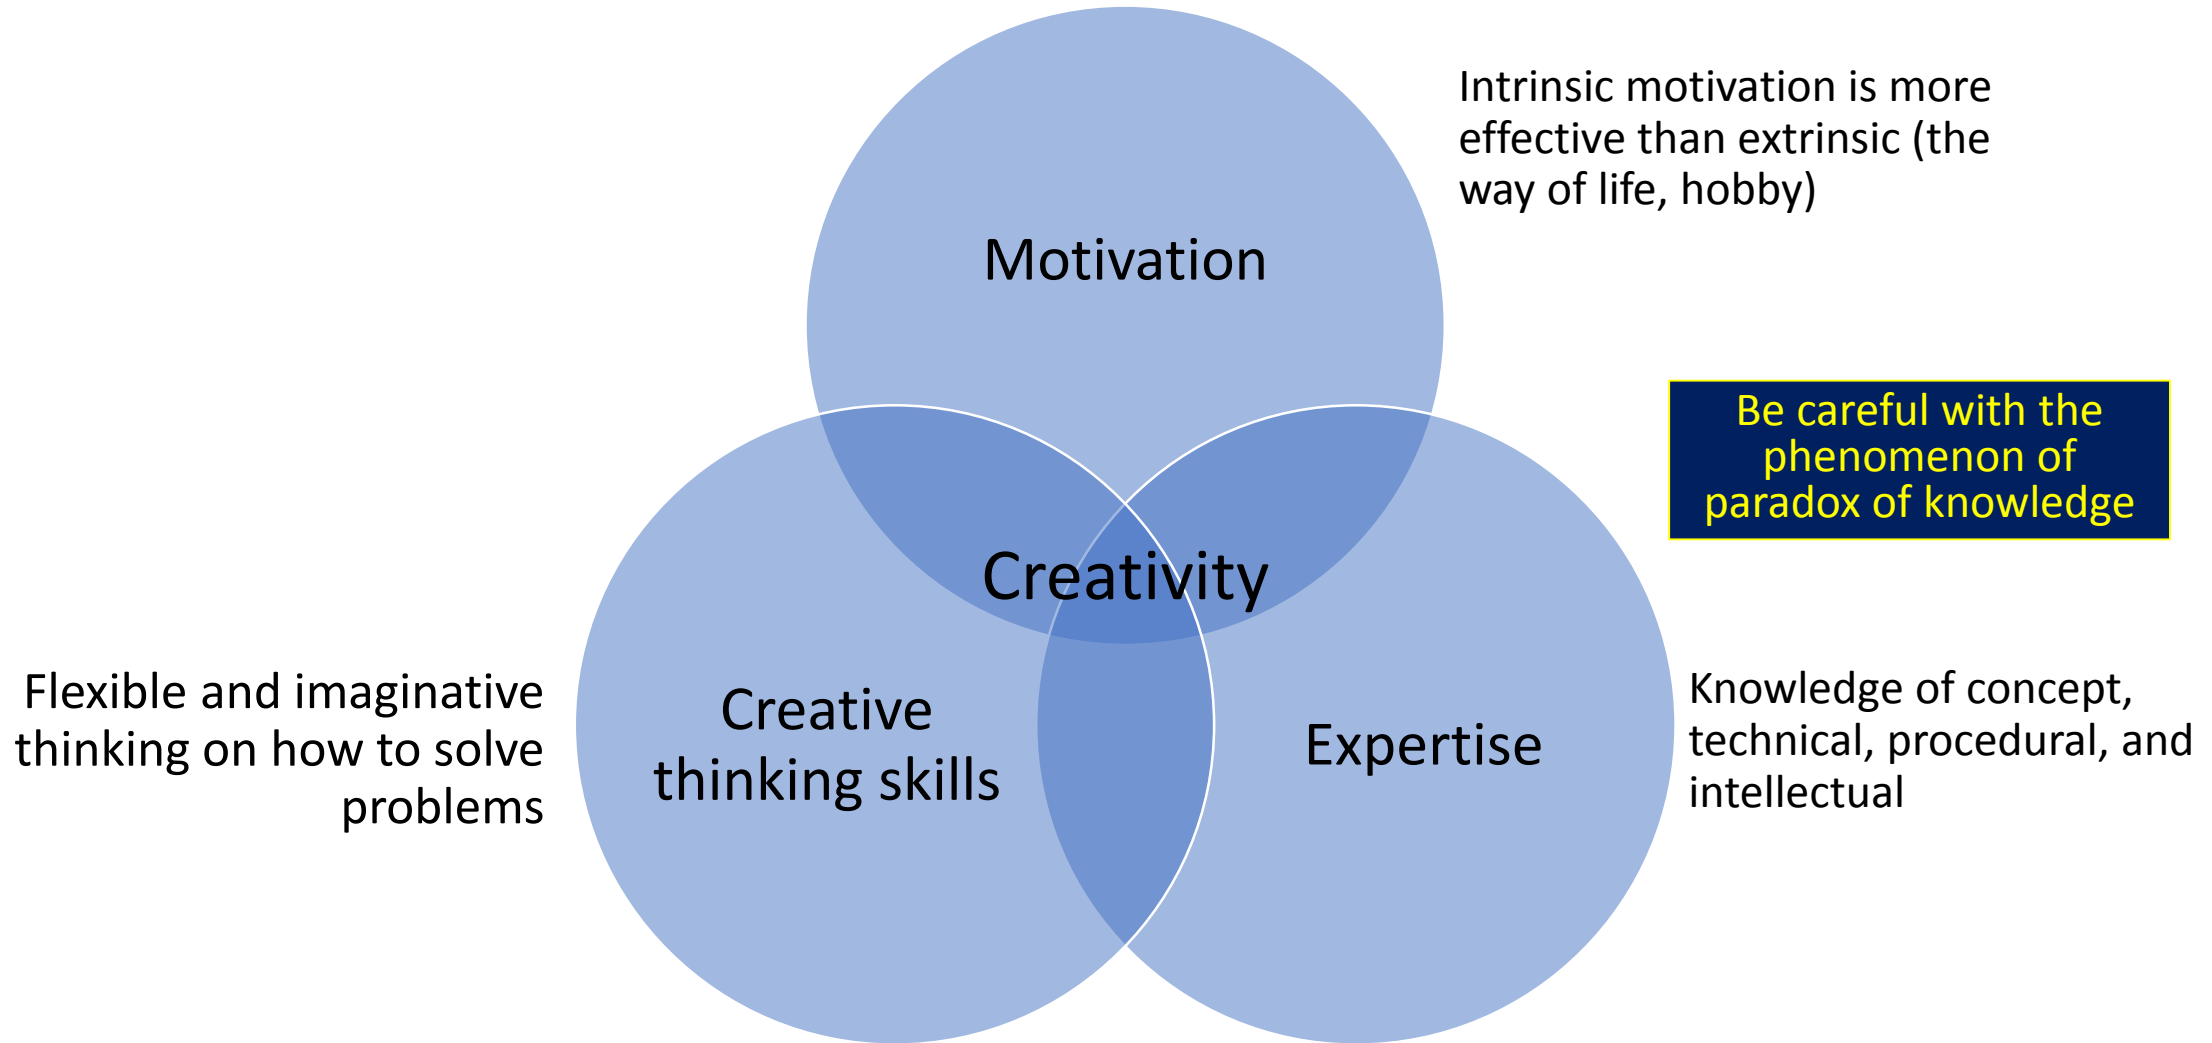 Intrinsic motivation is more
effective than extrinsic (the
way of life, hobby)
Motivation
Be careful with the
phenomenon of
paradox of knowledge
Creativity
Flexible and imaginative
thinking on how to solve
problems
Creative
thinking skills
Expertise
Knowledge of concept,
technical, procedural, and
intellectual